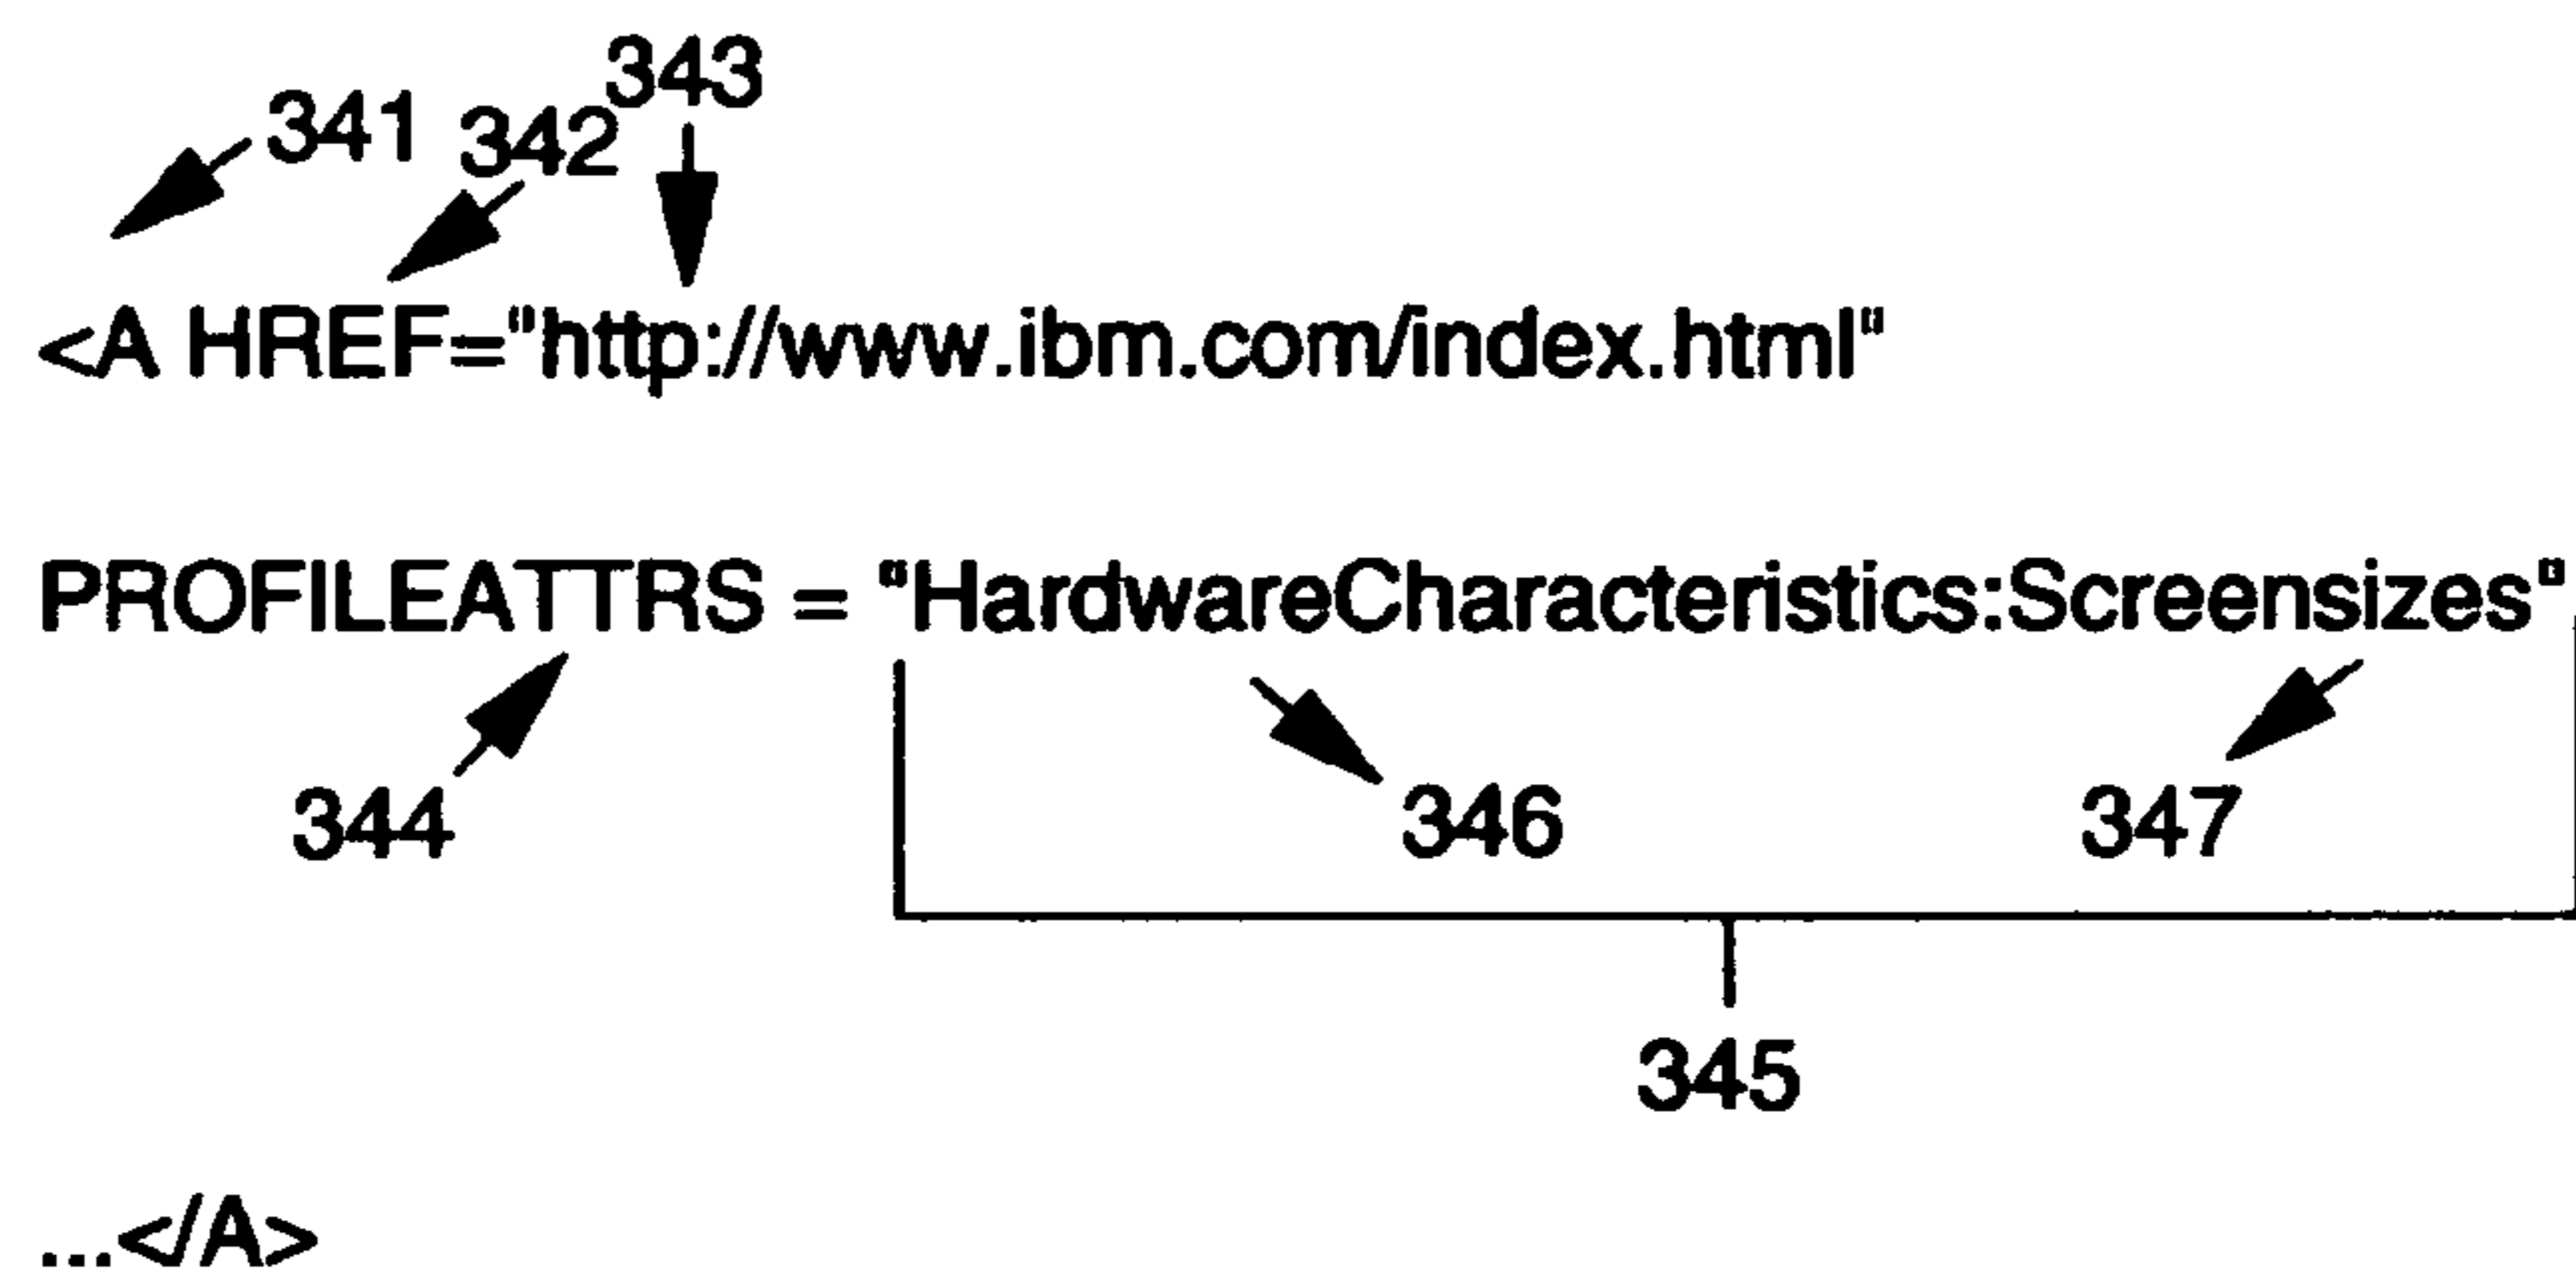 343
341 342
<A HREF="http://www.ibm.com/index.html"
PROFILEATTRS = "HardwareCharacteristics:Screensizes"
344 346 347
345
...</A>